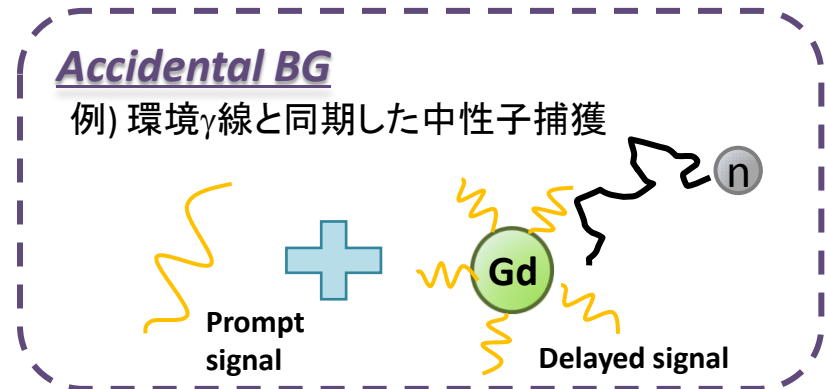 Accidental BG
例) 環境γ線と同期した中性子捕獲
n
Gd
Prompt
signal
Delayed signal